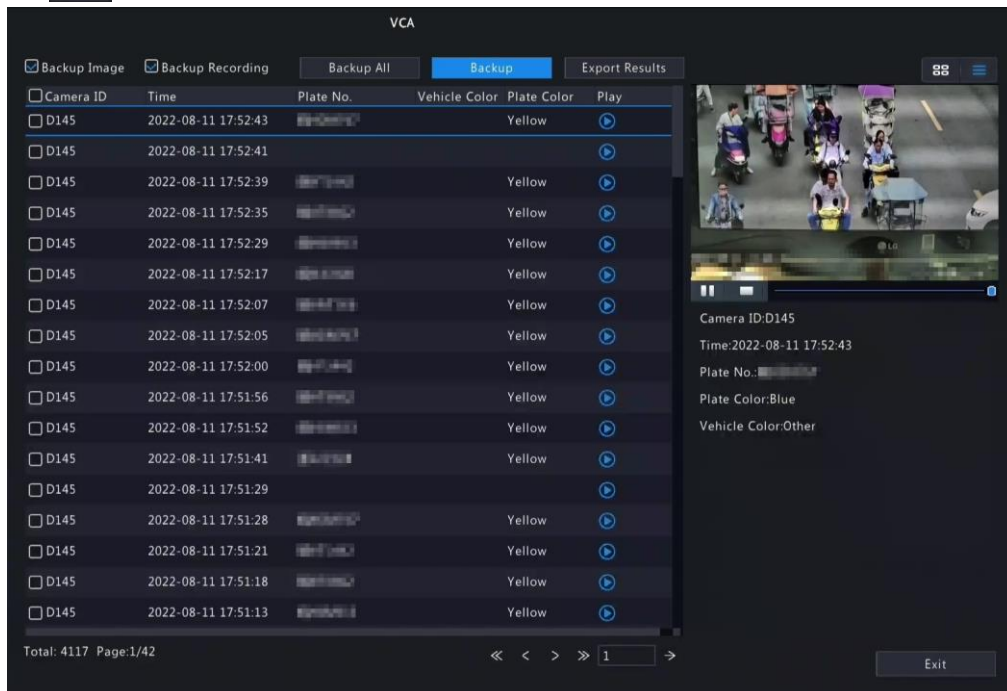 VCA
Backup Image Backup Recording Backup All Backup Export Results
Camera ID Time Plate No. Vehicle Color Plate Color Play
D145 2022-08-11 17:52:43 Yellow
D145 2022-08-11 17:52:41
D145 2022-08-11 17:52:39 Yellow
D145 2022-08-11 17:52:35 Yellow
D145 2022-08-11 17:52:29 Yellow
D145 2022-08-11 17:52:17 Yellow
D145 2022-08-11 17:52:07 Yellow
D145 2022-08-11 17:52:05 Yellow
D145 2022-08-11 17:52:00 Yellow
D145 2022-08-11 17:51:56 Yellow
D145 2022-08-11 17:51:52 Yellow
D145 2022-08-11 17:51:41 Yellow
D145 2022-08-11 17:51:29
D145 2022-08-11 17:51:28 Yellow
D145 2022-08-11 17:51:21 Yellow
D145 2022-08-11 17:51:18 Yellow
D145 2022-08-11 17:51:13 Yellow
Total: 4117 Page:1/42
1
LG
Camera ID:D145
Time:2022-08-11 17:52:43
Plate No.:
Plate Color:Blue
Vehicle Color:Other
Exit